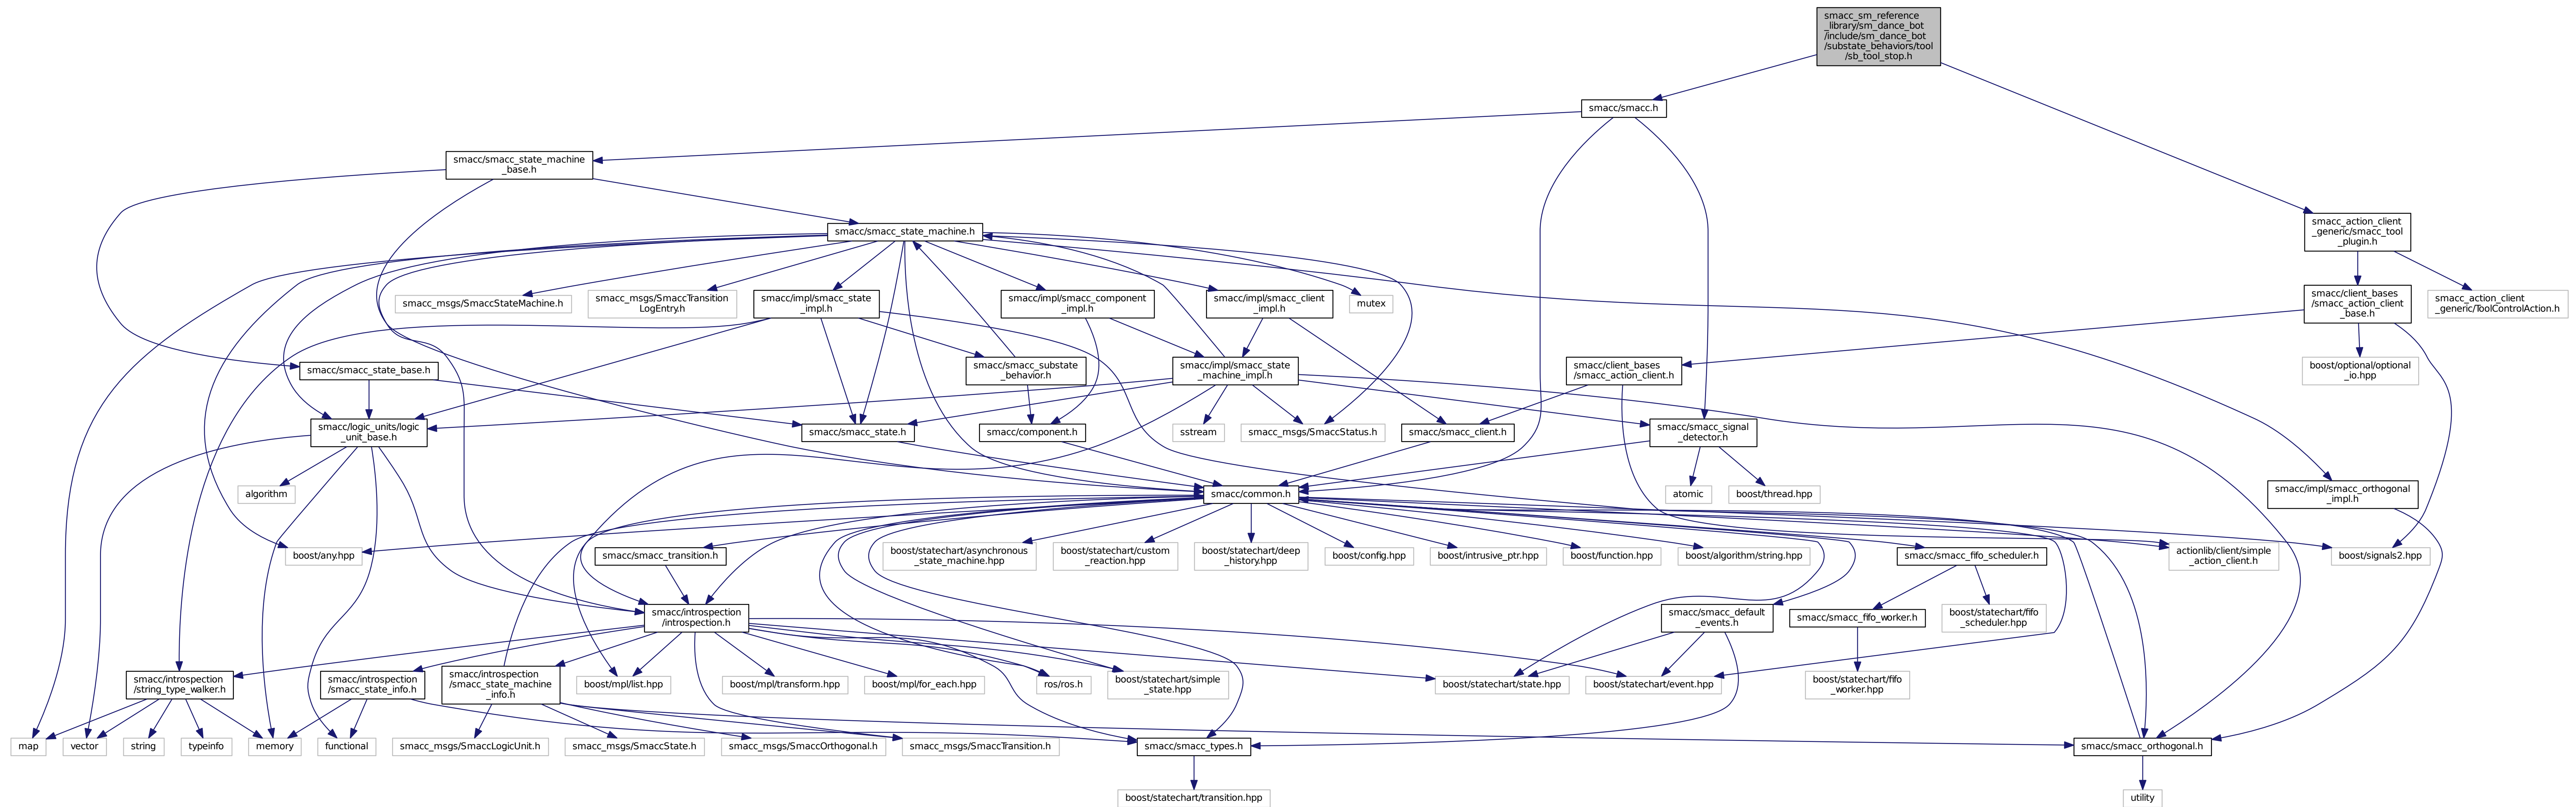 smacc_sm_reference
_library/sm_dance_bot
/include/sm_dance_bot
/substate_behaviors/tool
/sb_tool_stop.h
smacc/smacc.h
smacc/smacc_state_machine
_base.h
smacc/smacc_state_machine.h
smacc_action_client
_generic/smacc_tool
_plugin.h
smacc_msgs/SmaccStateMachine.h
smacc_msgs/SmaccTransition
LogEntry.h
smacc/impl/smacc_state
_impl.h
smacc/impl/smacc_component
_impl.h
smacc/impl/smacc_client
_impl.h
mutex
smacc/client_bases
/smacc_action_client
_base.h
smacc_action_client
_generic/ToolControlAction.h
smacc/smacc_state_base.h
smacc/smacc_substate
_behavior.h
smacc/impl/smacc_state
_machine_impl.h
smacc/client_bases
/smacc_action_client.h
boost/optional/optional
_io.hpp
smacc/logic_units/logic
_unit_base.h
smacc/smacc_state.h
smacc/component.h
sstream
smacc_msgs/SmaccStatus.h
smacc/smacc_client.h
smacc/smacc_signal
_detector.h
algorithm
smacc/common.h
atomic
boost/thread.hpp
smacc/impl/smacc_orthogonal
_impl.h
boost/any.hpp
smacc/smacc_transition.h
boost/statechart/asynchronous
_state_machine.hpp
boost/statechart/custom
_reaction.hpp
boost/statechart/deep
_history.hpp
boost/config.hpp
boost/intrusive_ptr.hpp
boost/function.hpp
boost/algorithm/string.hpp
smacc/smacc_fifo_scheduler.h
actionlib/client/simple
_action_client.h
boost/signals2.hpp
smacc/introspection
/introspection.h
smacc/smacc_default
_events.h
smacc/smacc_fifo_worker.h
boost/statechart/fifo
_scheduler.hpp
smacc/introspection
/string_type_walker.h
smacc/introspection
/smacc_state_info.h
smacc/introspection
/smacc_state_machine
_info.h
boost/mpl/list.hpp
boost/mpl/transform.hpp
boost/mpl/for_each.hpp
ros/ros.h
boost/statechart/simple
_state.hpp
boost/statechart/state.hpp
boost/statechart/event.hpp
boost/statechart/fifo
_worker.hpp
map
vector
string
typeinfo
memory
functional
smacc_msgs/SmaccLogicUnit.h
smacc_msgs/SmaccState.h
smacc_msgs/SmaccOrthogonal.h
smacc_msgs/SmaccTransition.h
smacc/smacc_types.h
smacc/smacc_orthogonal.h
boost/statechart/transition.hpp
utility